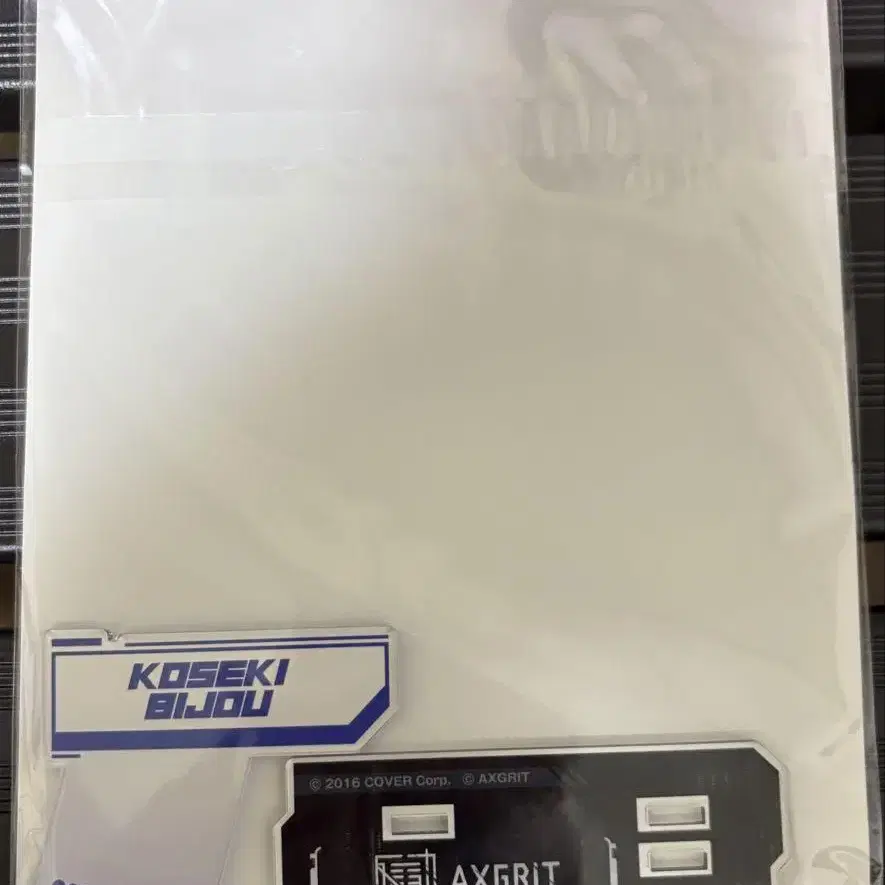 KOSEKI
BIJOU
© 2016 COVER Corp. © AXGRIT
AXGRIT